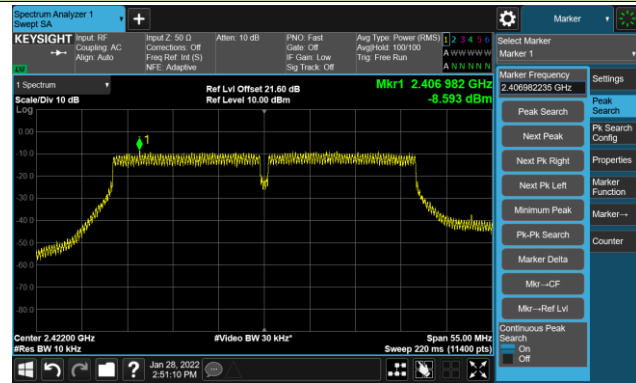 Spectrum Analyzer 1
Swept SA
Marker
KEYSIGHT
Input: RF
Coupling: AC
Align: Auto
Input Z: 50 Ω
Corrections: Off
Freq Ref: Int (S)
NFE: Adaptive
Atten: 10 dB
PNO: Fast
Gate: Off
IF Gain: Low
Sig Track: Off
Avg Type: Power (RMS)
Avg|Hold: 100/100
Trig: Free Run
1 2 3 4 5 6
A W W W W W
A N N N N N
Select Marker
Marker 1
1 Spectrum
Scale/Div 10 dB
Log
Ref Lvl Offset 21.60 dB
Ref Level 10.00 dBm
Mkr1 2.406 982 GHz
-8.593 dBm
0.00
-10.0
-20.0
-30.0
-40.0
-50.0
-60.0
-70.0
-80.0
1
Center 2.42200 GHz
#Res BW 10 kHz
#Video BW 30 kHz*
Span 55.00 MHz
Sweep 220 ms (11400 pts)
Marker Frequency
2.406982235 GHz
Peak Search
Next Peak
Next Pk Right
Next Pk Left
Minimum Peak
Pk-Pk Search
Marker Delta
Mkr→CF
Mkr→Ref Lvl
Continuous Peak
Search
On
Off
Settings
Peak
Search
Pk Search
Config
Properties
Marker
Function
Marker→
Counter
Jan 28, 2022
2:51:10 PM